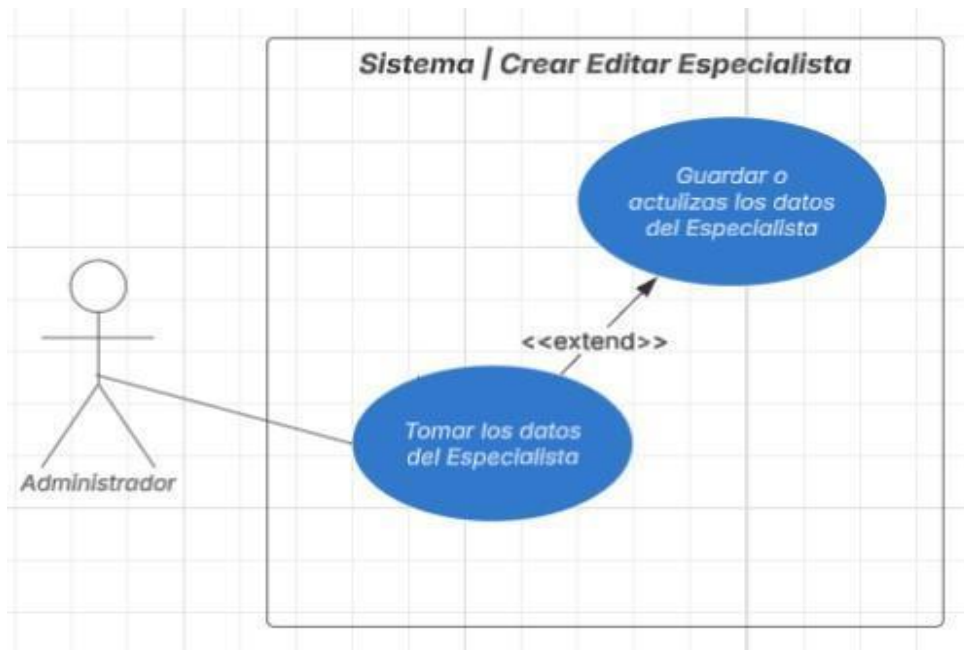 Sistema | Crear Editar Especialista
Guardar o
actulizas los datos
del Especialista
<<extend>>
Tomar los datos
del Especialista
Administrador